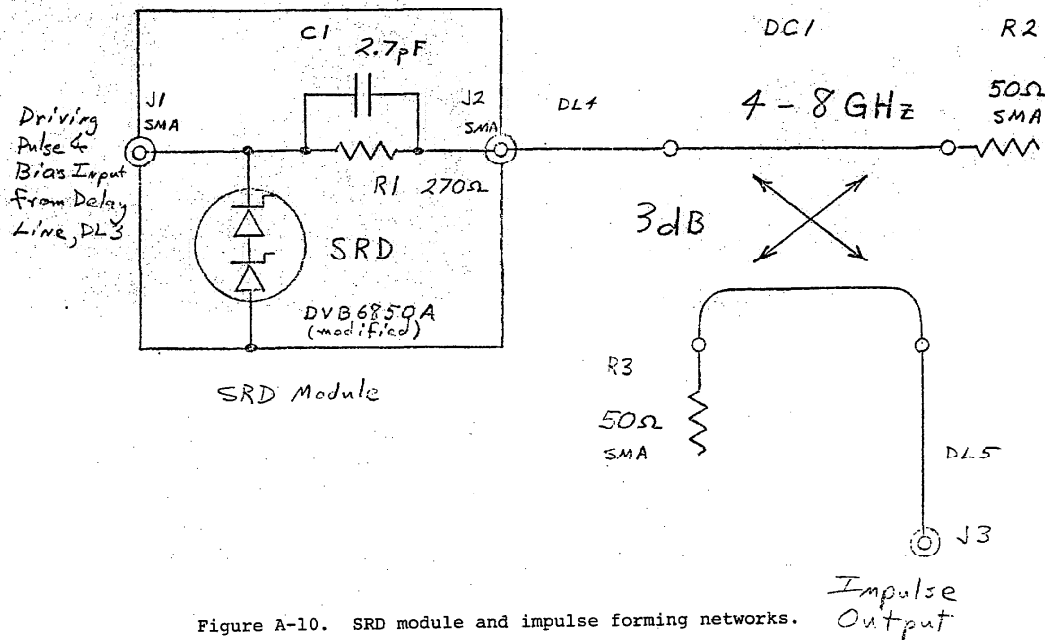 C1
2.7pF
J1
SMA
J2
SMA
R1 270Ω
SRD
DVB6850A
(modified)
SRD Module
Driving
Pulse &
Bias Input
from Delay
Line, DL3
DL4
DC1
4 - 8 GHz
3dB
R2
50Ω
SMA
R3
50Ω
SMA
DL5
J3
Impulse
Output
Figure A-10. SRD module and impulse forming networks.